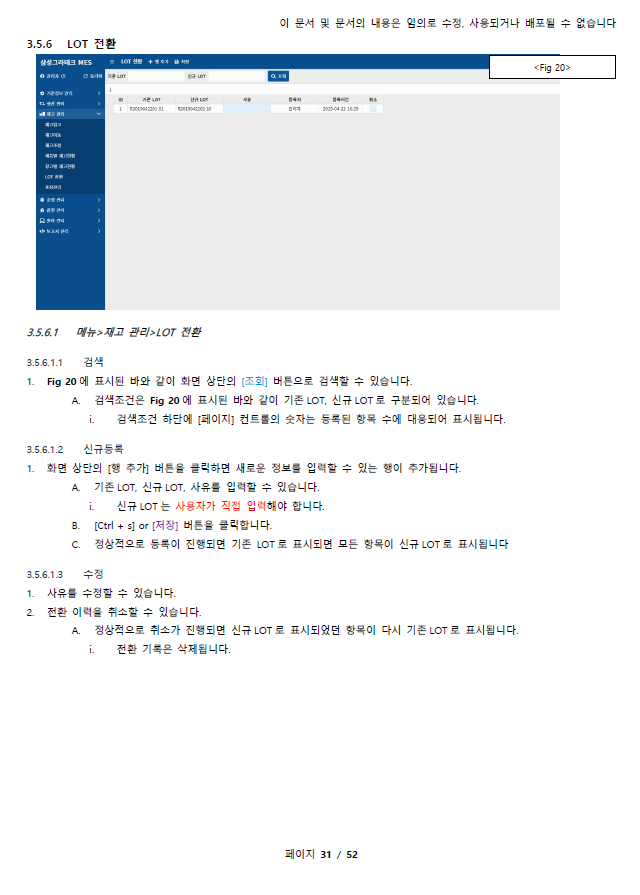 이 문서 및 문서의 내용은 임의로 수정, 사용되거나 배포될 수 없습니다
3.5.6 LOT 전환
삼성그라테크 MES
LOT 전환 행 추가 저장
<Fig 20>
관리자 동기화
기존 LOT 신규 LOT 조회
기준정보 관리
생산 관리
재고 관리
재고입고
재고이동
재고조정
제품별 재고현황
창고별 재고현황
LOT 전환
포장관리
금형 관리
품질 관리
설비 관리
보고서 관리
1
ID 기존 LOT 신규 LOT 사유 등록자 등록시간 취소
1 R2019042201-01 R2019042201-10 관리자 2020-04-22 10:29
3.5.6.1 메뉴>재고 관리>LOT 전환
3.5.6.1.1 검색
1. Fig 20 에 표시된 바와 같이 화면 상단의 [조회] 버튼으로 검색할 수 있습니다.
A. 검색조건은 Fig 20 에 표시된 바와 같이 기존 LOT, 신규 LOT 로 구분되어 있습니다.
i. 검색조건 하단에 [페이지] 컨트롤의 숫자는 등록된 항목 수에 대응되어 표시됩니다.
3.5.6.1.2 신규등록
1. 화면 상단의 [행 추가] 버튼을 클릭하면 새로운 정보를 입력할 수 있는 행이 추가됩니다.
A. 기존 LOT, 신규 LOT, 사유를 입력할 수 있습니다.
i. 신규 LOT 는 사용자가 직접 입력해야 합니다.
B. [Ctrl + s] or [저장] 버튼을 클릭합니다.
C. 정상적으로 등록이 진행되면 기존 LOT 로 표시되면 모든 항목이 신규 LOT 로 표시됩니다
3.5.6.1.3 수정
1. 사유를 수정할 수 있습니다.
2. 전환 이력을 취소할 수 있습니다.
A. 정상적으로 취소가 진행되면 신규 LOT 로 표시되었던 항목이 다시 기존 LOT 로 표시됩니다.
i. 전환 기록은 삭제됩니다.
페이지 31 / 52